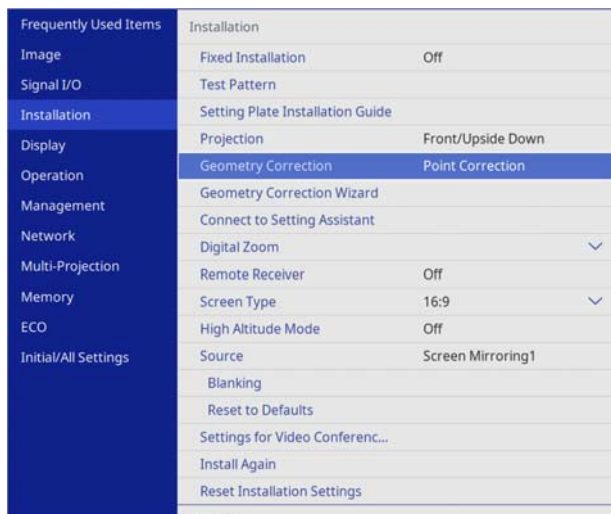 Frequently Used Items
Image
Signal I/O
Installation
Display
Operation
Management
Network
Multi-Projection
Memory
ECO
Initial/All Settings
Installation
Fixed Installation Off
Test Pattern
Setting Plate Installation Guide
Projection Front/Upside Down
Geometry Correction Point Correction
Geometry Correction Wizard
Connect to Setting Assistant
Digital Zoom
Remote Receiver Off
Screen Type 16:9
High Altitude Mode Off
Source Screen Mirroring1
Blanking
Reset to Defaults
Settings for Video Conferenc...
Install Again
Reset Installation Settings